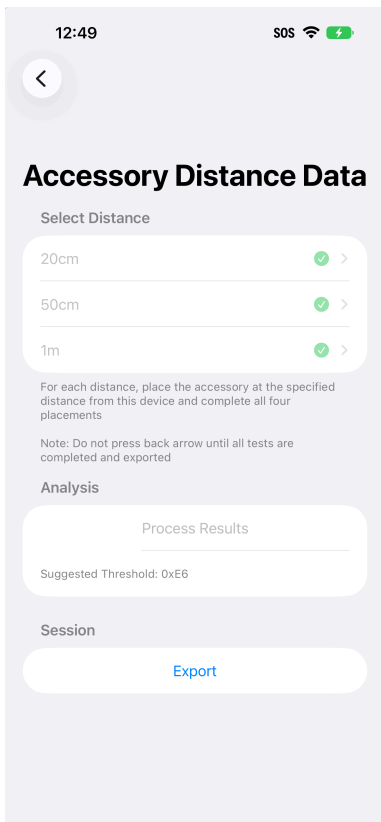 12:49
SOS
Accessory Distance Data
Select Distance
20cm
50cm
1m
For each distance, place the accessory at the specified
distance from this device and complete all four
placements
Note: Do not press back arrow until all tests are
completed and exported
Analysis
Process Results
Suggested Threshold: 0xE6
Session
Export